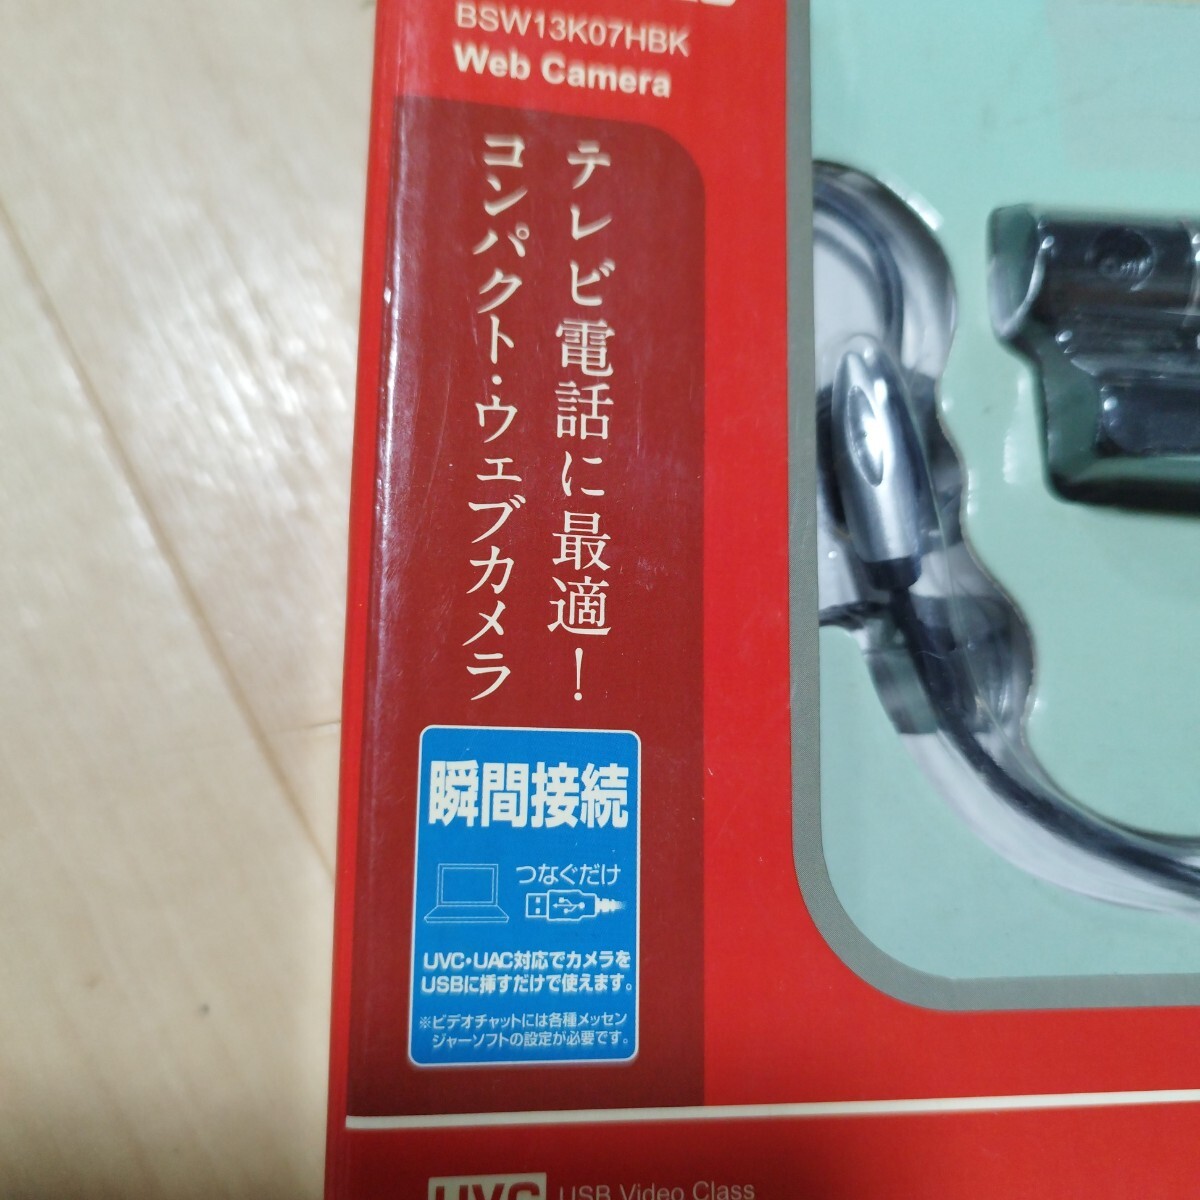 BSW13K07HBK
Web Camera
テレビ電話に最適!
コンパクト・ウェブカメラ
瞬間接続
つなぐだけ
UVC・UAC対応でカメラを
USBに挿すだけで使えます。
※ビデオチャットには各種メッセン
ジャーソフトの設定が必要です。
UVC USB Video Class